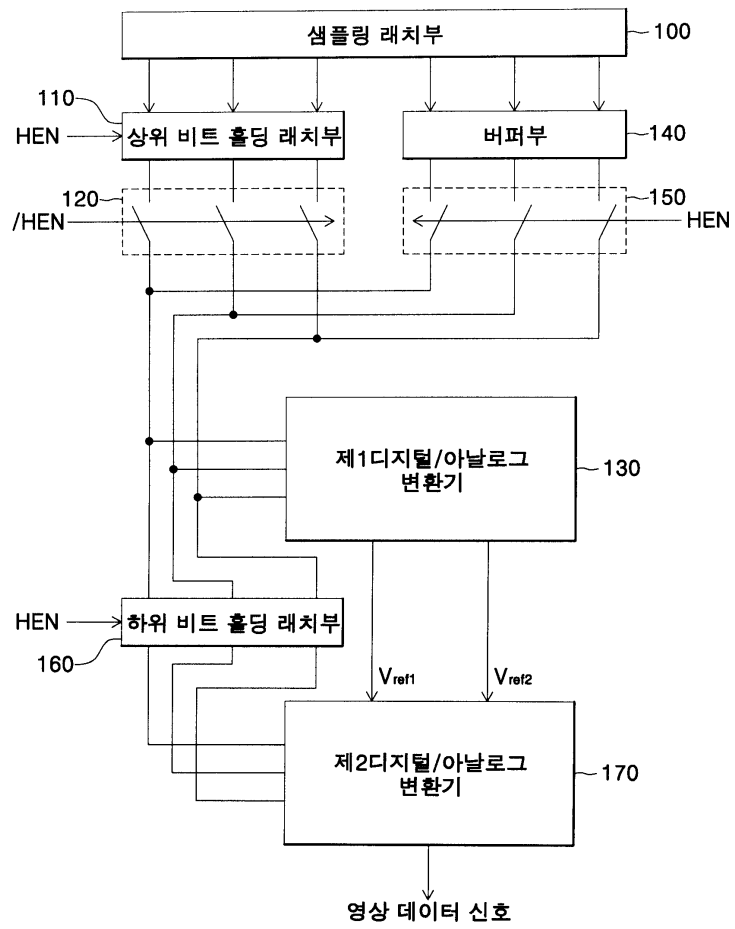 샘플링 래치부
100
110
HEN
상위 비트 홀딩 래치부
버퍼부
140
120
/HEN
150
HEN
제1디지털/아날로그
변환기
130
HEN
하위 비트 홀딩 래치부
160
Vref1
Vref2
제2디지털/아날로그
변환기
170
영상 데이터 신호